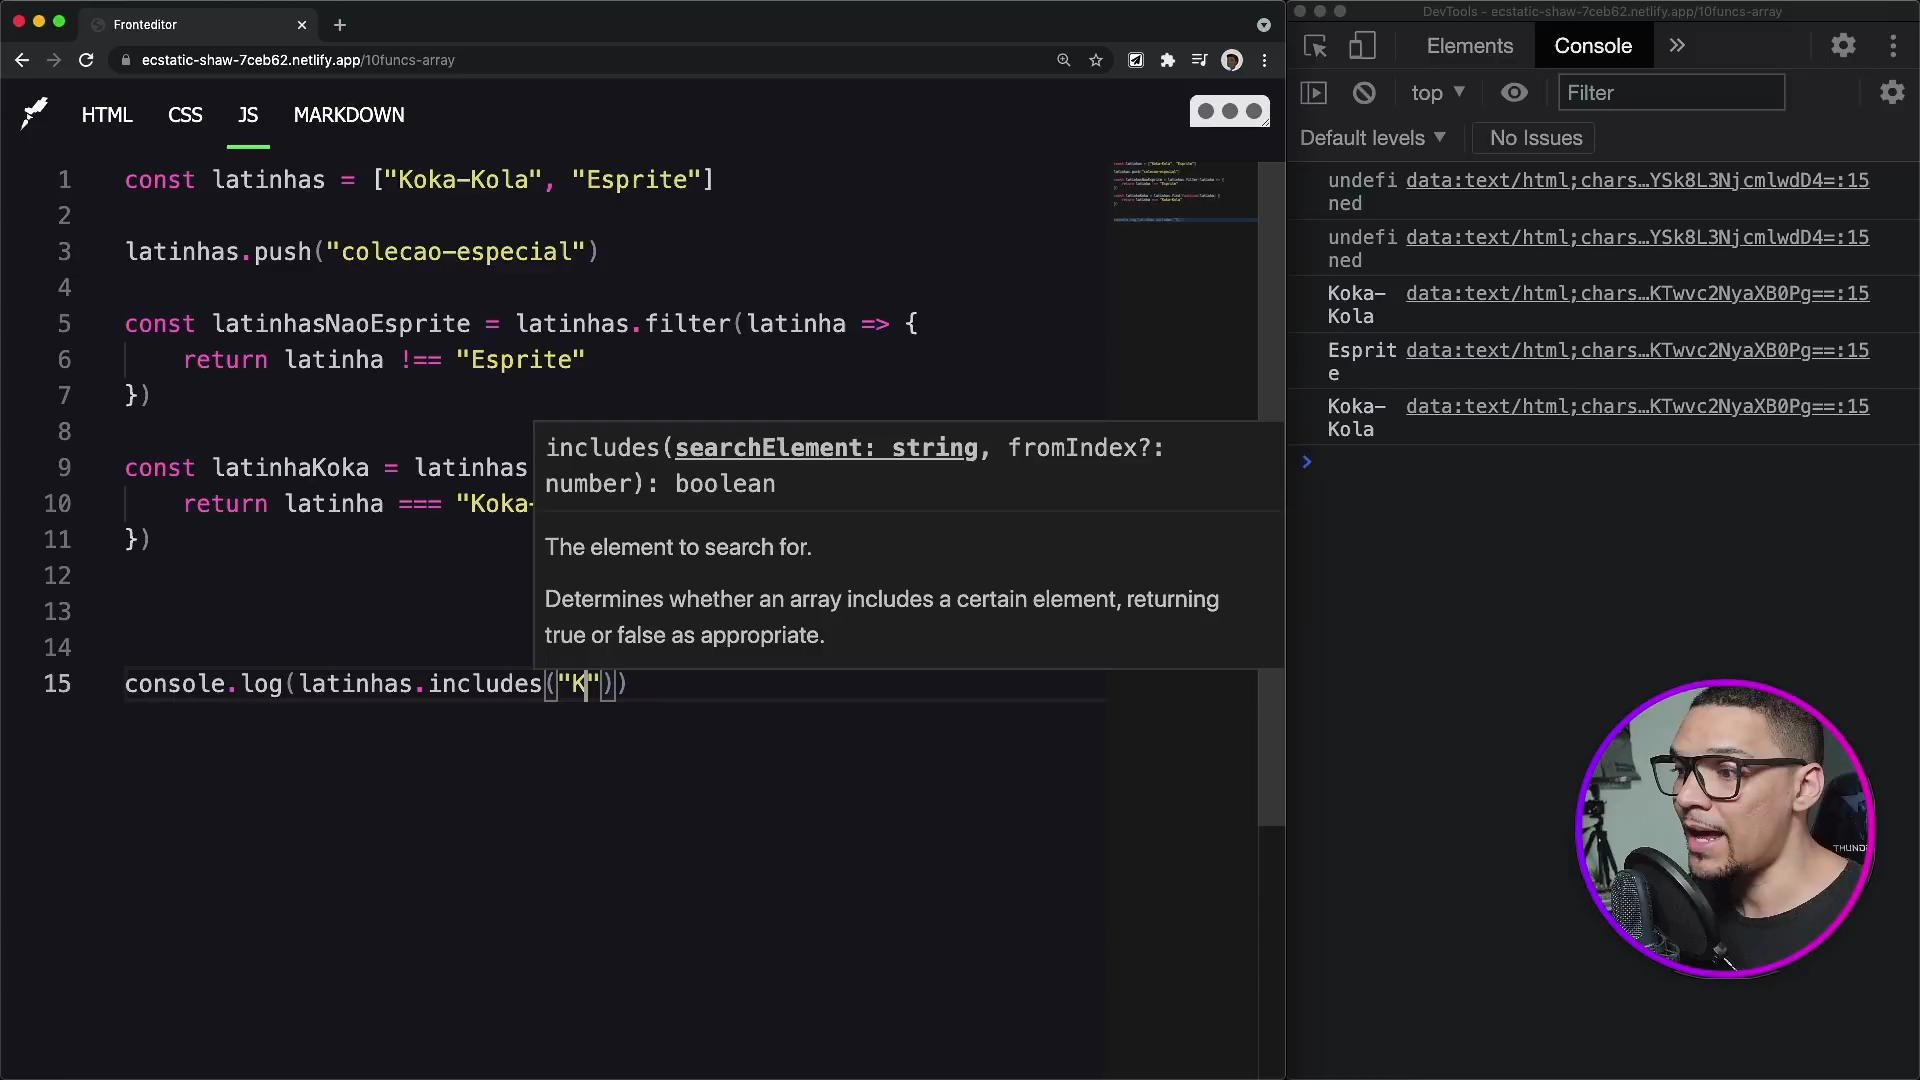 Fronteditor
DevTools - ecstatic-shaw-7ceb62.netlify.app/10funcs-array
ecstatic-shaw-7ceb62.netlify.app/10funcs-array
Elements
Console
top
Filter
Default levels
No Issues
HTML
CSS
JS
MARKDOWN
1 const latinhas = ["Koka-Kola", "Esprite"]
2
3 latinhas.push("colecao-especial")
4
5 const latinhasNaoEsprite = latinhas.filter(latinha => {
6 return latinha !== "Esprite"
7 })
8
9 const latinhaKoka = latinhas
10 return latinha === "Koka-
11 })
12
13
14
15 console.log(latinhas.includes("K"))
includes(searchElement: string, fromIndex?:
number): boolean
The element to search for.
Determines whether an array includes a certain element, returning
true or false as appropriate.
undefi data:text/html;chars…YSk8L3NjcmlwdD4=:15
ned
undefi data:text/html;chars…YSk8L3NjcmlwdD4=:15
ned
Koka- data:text/html;chars…KTwvc2NyaXB0Pg==:15
Kola
Esprit data:text/html;chars…KTwvc2NyaXB0Pg==:15
e
Koka- data:text/html;chars…KTwvc2NyaXB0Pg==:15
Kola